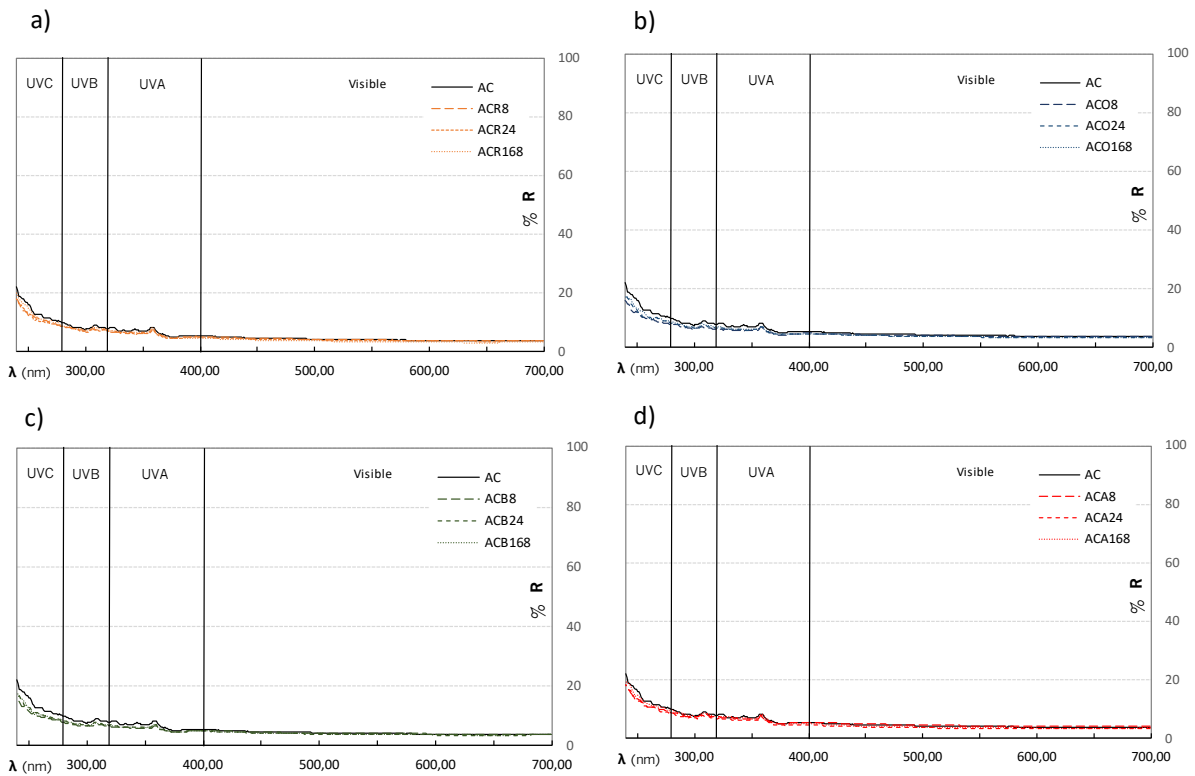 a)
UVC UVB UVA Visible
AC
ACR8
ACR24
ACR168
100
80
60
40
20
0
% R
λ (nm) 300,00 400,00 500,00 600,00 700,00
b)
UVC UVB UVA Visible
AC
ACO8
ACO24
ACO168
100
80
60
40
20
0
% R
λ (nm) 300,00 400,00 500,00 600,00 700,00
c)
UVC UVB UVA Visible
AC
ACB8
ACB24
ACB168
100
80
60
40
20
0
% R
λ (nm) 300,00 400,00 500,00 600,00 700,00
d)
UVC UVB UVA Visible
AC
ACA8
ACA24
ACA168
100
80
60
40
20
0
% R
λ (nm) 300,00 400,00 500,00 600,00 700,00